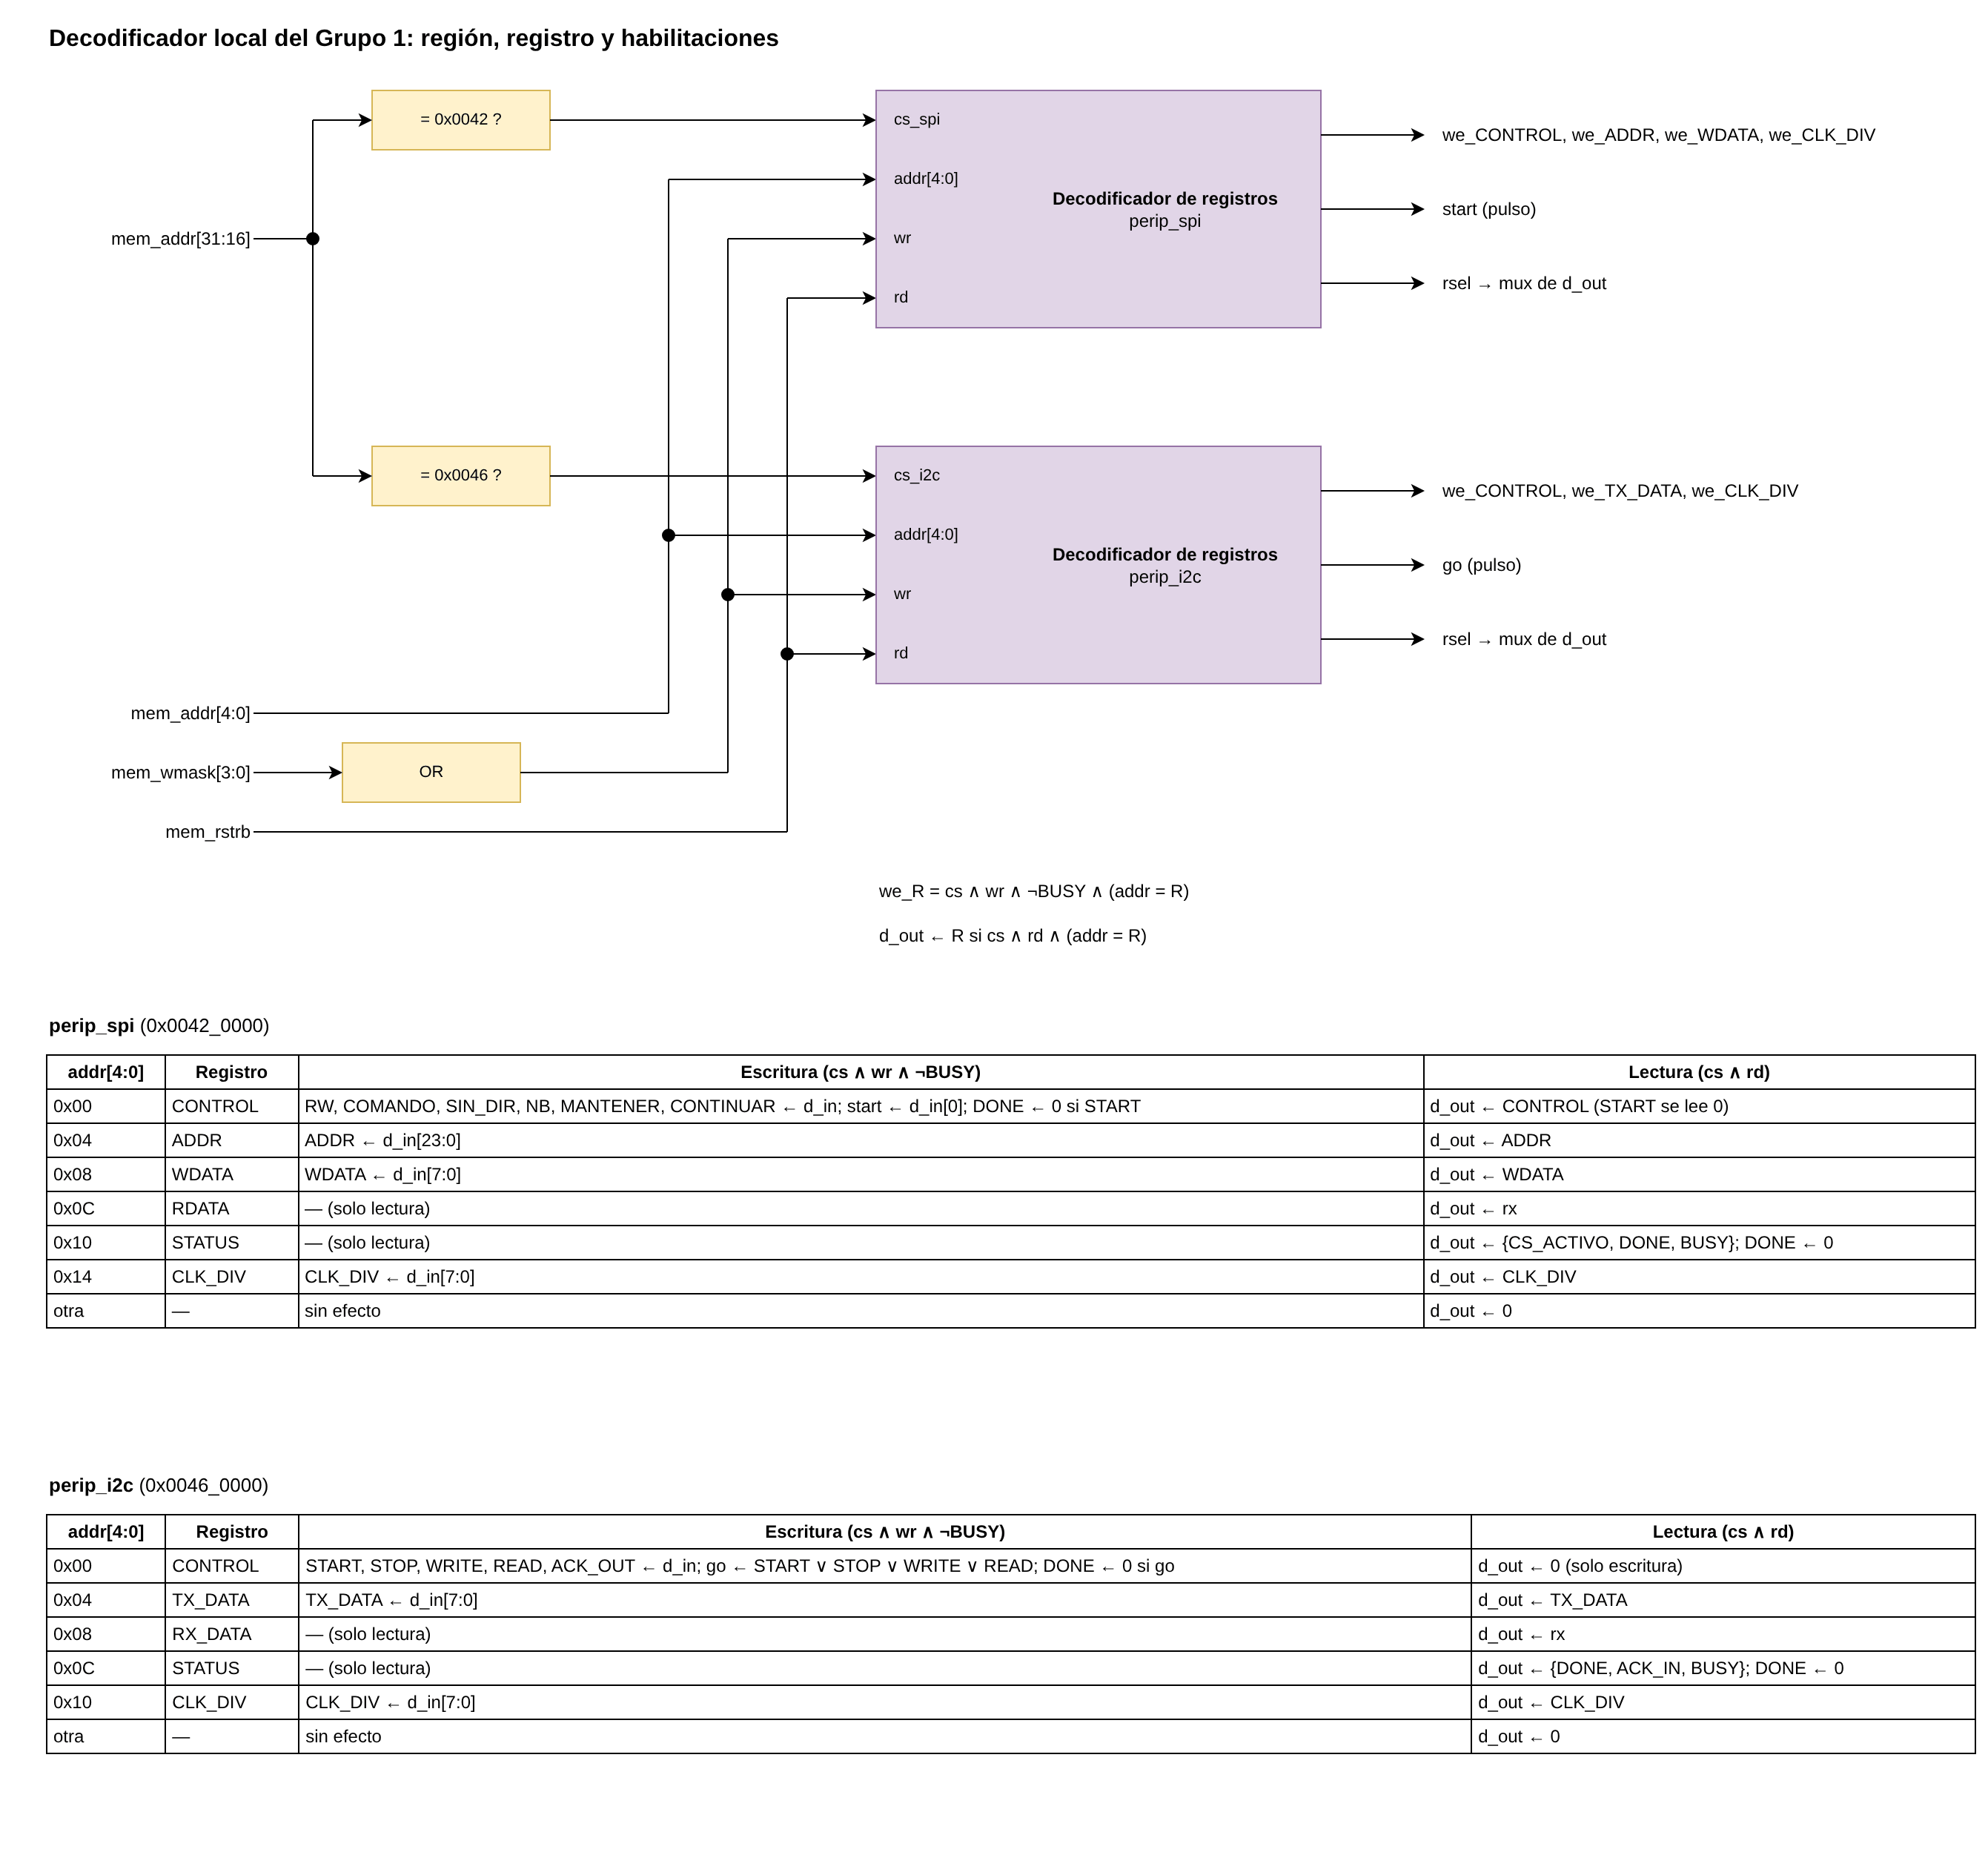 Decodificador local del Grupo 1: región, registro y habilitaciones
= 0x0042 ?
mem_addr[31:16]
= 0x0046 ?
mem_addr[4:0]
mem_wmask[3:0]
OR
mem_rstrb
cs_spi
addr[4:0]
wr
rd
Decodificador de registros
perip_spi
we_CONTROL, we_ADDR, we_WDATA, we_CLK_DIV
start (pulso)
rsel → mux de d_out
cs_i2c
addr[4:0]
wr
rd
Decodificador de registros
perip_i2c
we_CONTROL, we_TX_DATA, we_CLK_DIV
go (pulso)
rsel → mux de d_out
we_R = cs ∧ wr ∧ ¬BUSY ∧ (addr = R)
d_out ← R si cs ∧ rd ∧ (addr = R)
perip_spi (0x0042_0000)
addr[4:0] Registro Escritura (cs ∧ wr ∧ ¬BUSY) Lectura (cs ∧ rd)
0x00 CONTROL RW, COMANDO, SIN_DIR, NB, MANTENER, CONTINUAR ← d_in; start ← d_in[0]; DONE ← 0 si START d_out ← CONTROL (START se lee 0)
0x04 ADDR ADDR ← d_in[23:0] d_out ← ADDR
0x08 WDATA WDATA ← d_in[7:0] d_out ← WDATA
0x0C RDATA — (solo lectura) d_out ← rx
0x10 STATUS — (solo lectura) d_out ← {CS_ACTIVO, DONE, BUSY}; DONE ← 0
0x14 CLK_DIV CLK_DIV ← d_in[7:0] d_out ← CLK_DIV
otra — sin efecto d_out ← 0
perip_i2c (0x0046_0000)
addr[4:0] Registro Escritura (cs ∧ wr ∧ ¬BUSY) Lectura (cs ∧ rd)
0x00 CONTROL START, STOP, WRITE, READ, ACK_OUT ← d_in; go ← START ∨ STOP ∨ WRITE ∨ READ; DONE ← 0 si go d_out ← 0 (solo escritura)
0x04 TX_DATA TX_DATA ← d_in[7:0] d_out ← TX_DATA
0x08 RX_DATA — (solo lectura) d_out ← rx
0x0C STATUS — (solo lectura) d_out ← {DONE, ACK_IN, BUSY}; DONE ← 0
0x10 CLK_DIV CLK_DIV ← d_in[7:0] d_out ← CLK_DIV
otra — sin efecto d_out ← 0